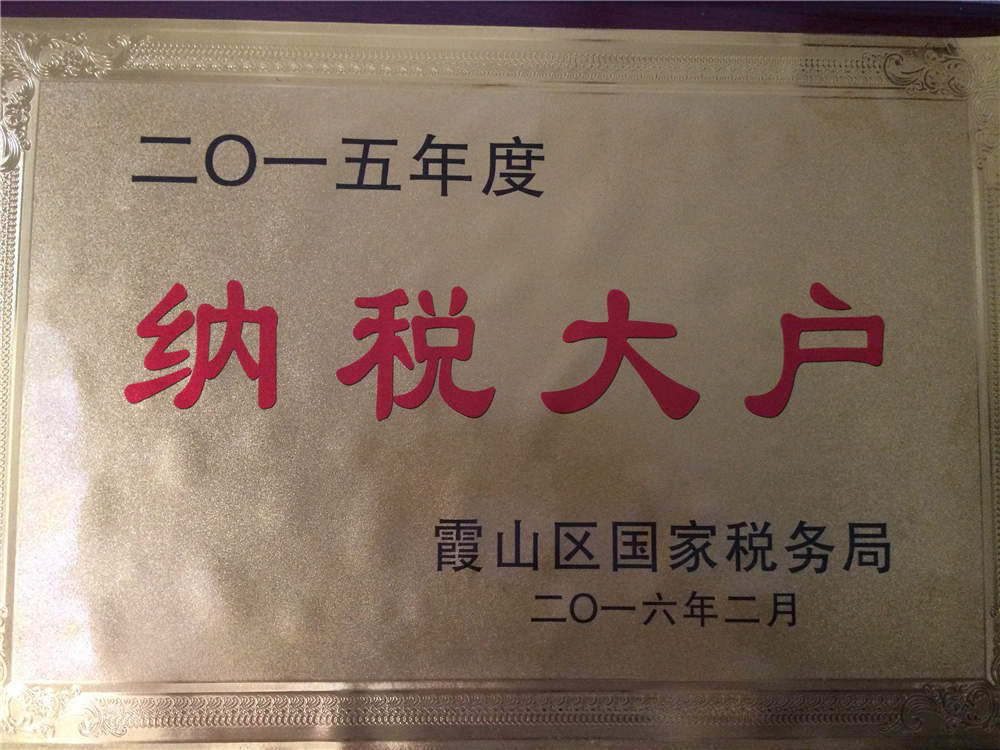 二〇一五年度
纳税大户
霞山区国家税务局
二〇一六年二月